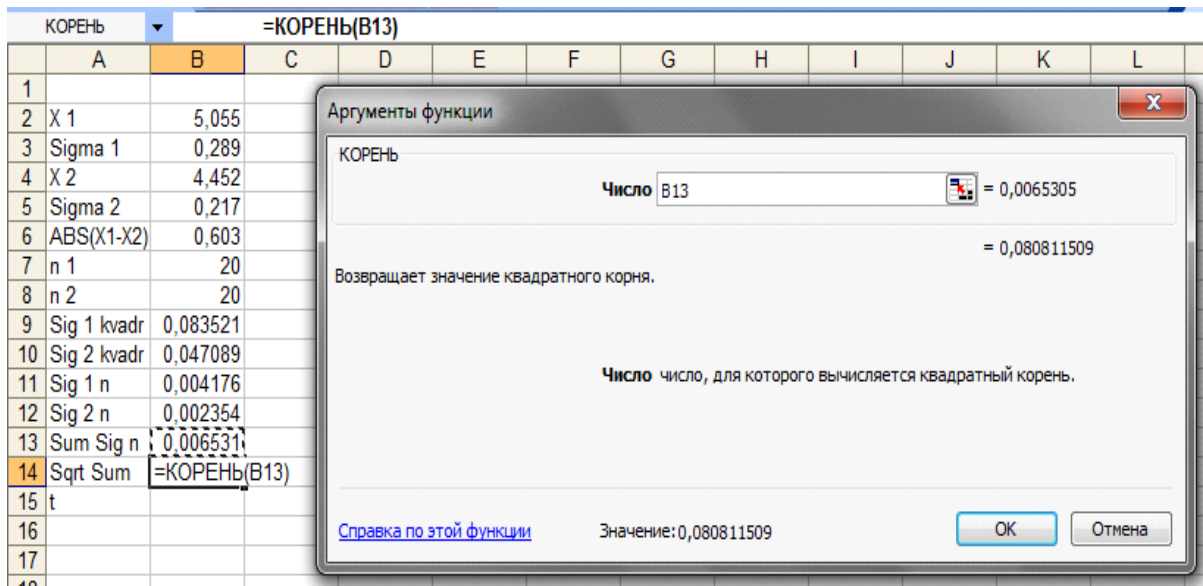 КОРЕНЬ =КОРЕНЬ(B13)
A B C D E F G H I J K L
1
2 X 1 5,055
3 Sigma 1 0,289
4 X 2 4,452
5 Sigma 2 0,217
6 ABS(X1-X2) 0,603
7 n 1 20
8 n 2 20
9 Sig 1 kvadr 0,083521
10 Sig 2 kvadr 0,047089
11 Sig 1 n 0,004176
12 Sig 2 n 0,002354
13 Sum Sig n 0,006531
14 Sqrt Sum =КОРЕНЬ(B13)
15 t
16
17
18
Аргументы функции
КОРЕНЬ
Число B13 = 0,0065305
= 0,080811509
Возвращает значение квадратного корня.
Число число, для которого вычисляется квадратный корень.
Справка по этой функции Значение: 0,080811509 OK Отмена